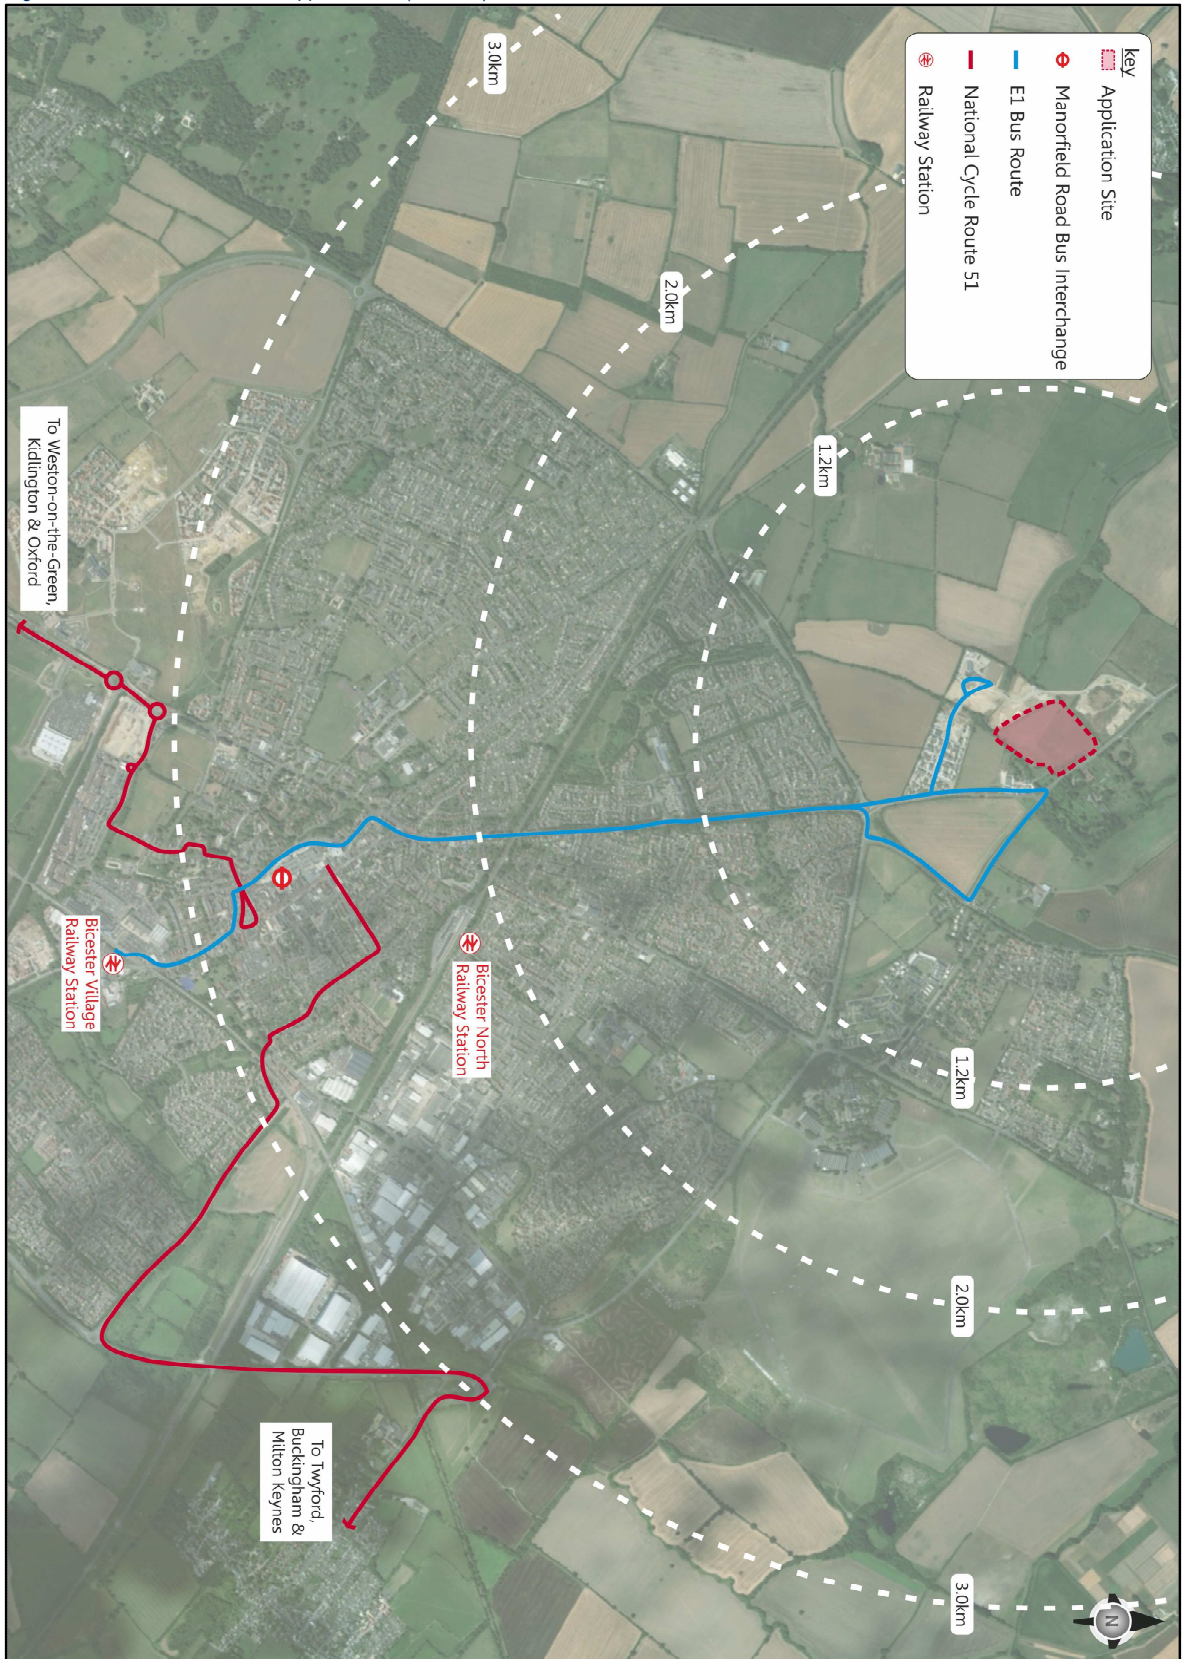 key
Application Site
Manorfield Road Bus Interchange
E1 Bus Route
National Cycle Route 51
Railway Station
3.0km
2.0km
1.2km
1.2km
2.0km
3.0km
To Weston-on-the-Green,
Kidlington & Oxford
Bicester Village
Railway Station
Bicester North
Railway Station
To Twyford,
Buckingham &
Milton Keynes
N